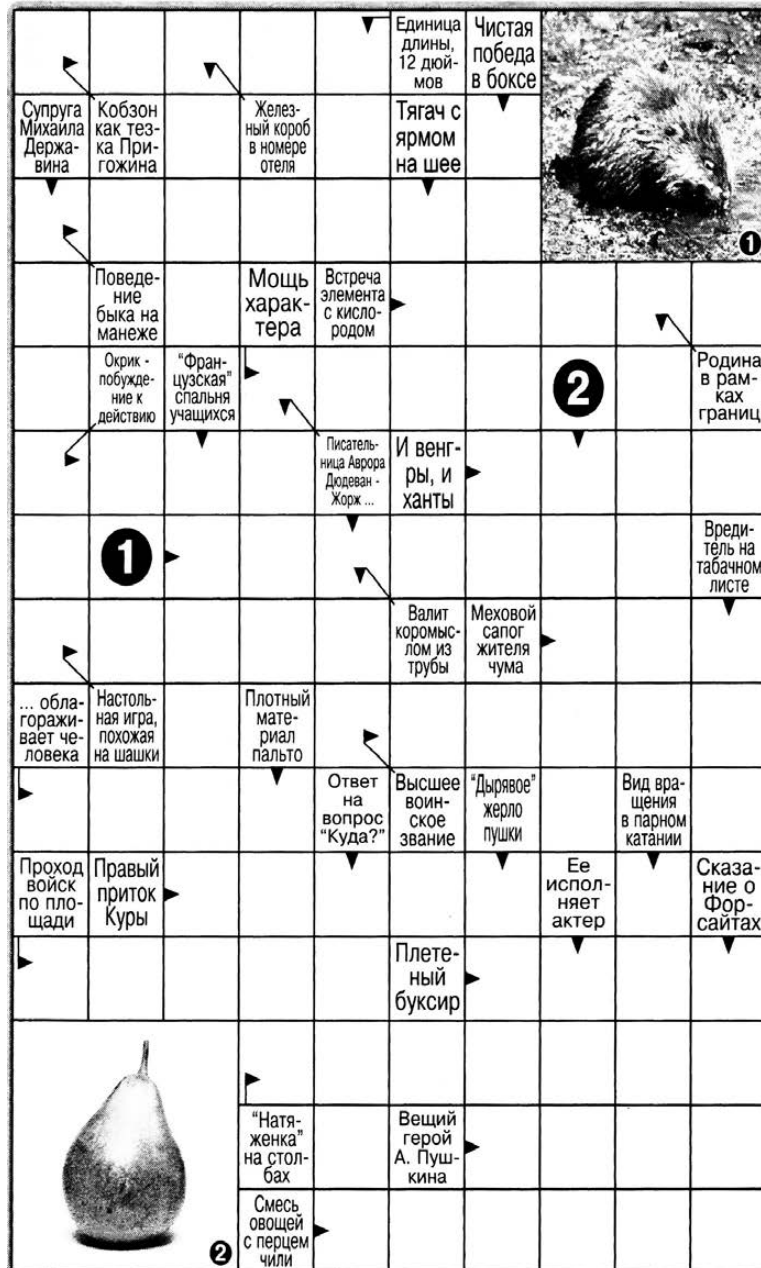 Единица
длины,
12 дюй-
мов
Чистая
победа
в боксе
Супруга
Михаила
Держа-
вина
Кобзон
как тез-
ка При-
гожина
Желез-
ный короб
в номере
отеля
Тягач с
ярмом
на шее
1
Поведе-
ние
быка на
манеже
Мощь
харак-
тера
Встреча
элемента
с кисло-
родом
Окрик -
побужде-
ние к
действию
"Фран-
цузская"
спальня
учащихся
2
Родина
в рам-
ках
границ
Писатель-
ница Аврора
Дюдеван -
Жорж ...
И венг-
ры, и
ханты
1
Вреди-
тель на
табачном
листе
Валит
коромыс-
лом из
трубы
Меховой
сапог
жителя
чума
... обла-
горажи-
вает че-
ловека
Настоль-
ная игра,
похожая
на шашки
Плотный
мате-
риал
пальто
Ответ
на
вопрос
"Куда?"
Высшее
воин-
ское
звание
"Дырявое"
жерло
пушки
Вид вра-
щения
в парном
катании
Проход
войск
по пло-
щади
Правый
приток
Куры
Ее
испол-
няет
актер
Сказа-
ние о
Фор-
сайтах
Плете-
ный
буксир
"Натя-
женка"
на стол-
бах
Вещий
герой
А. Пуш-
кина
2
Смесь
овощей
с перцем
чили